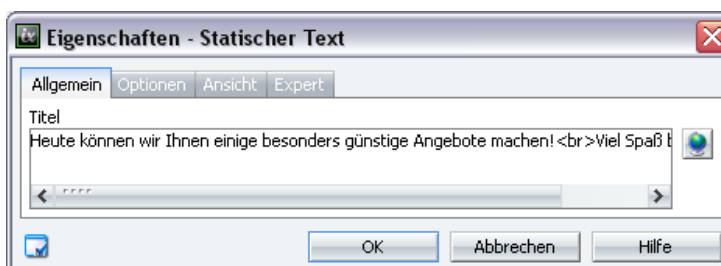 Eigenschaften - Statischer Text
Allgemein Optionen Ansicht Expert
Titel
Heute können wir Ihnen einige besonders günstige Angebote machen!<br>Viel Spaß
OK Abbrechen Hilfe